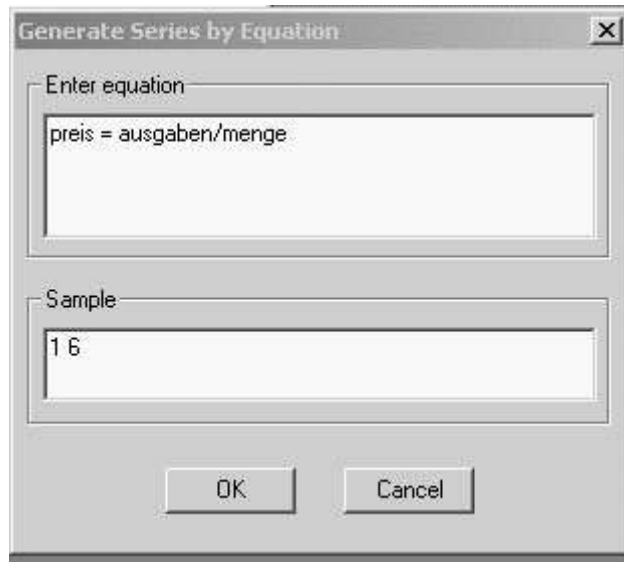 Generate Series by Equation
Enter equation
preis = ausgaben/menge
Sample
1 6
OK Cancel